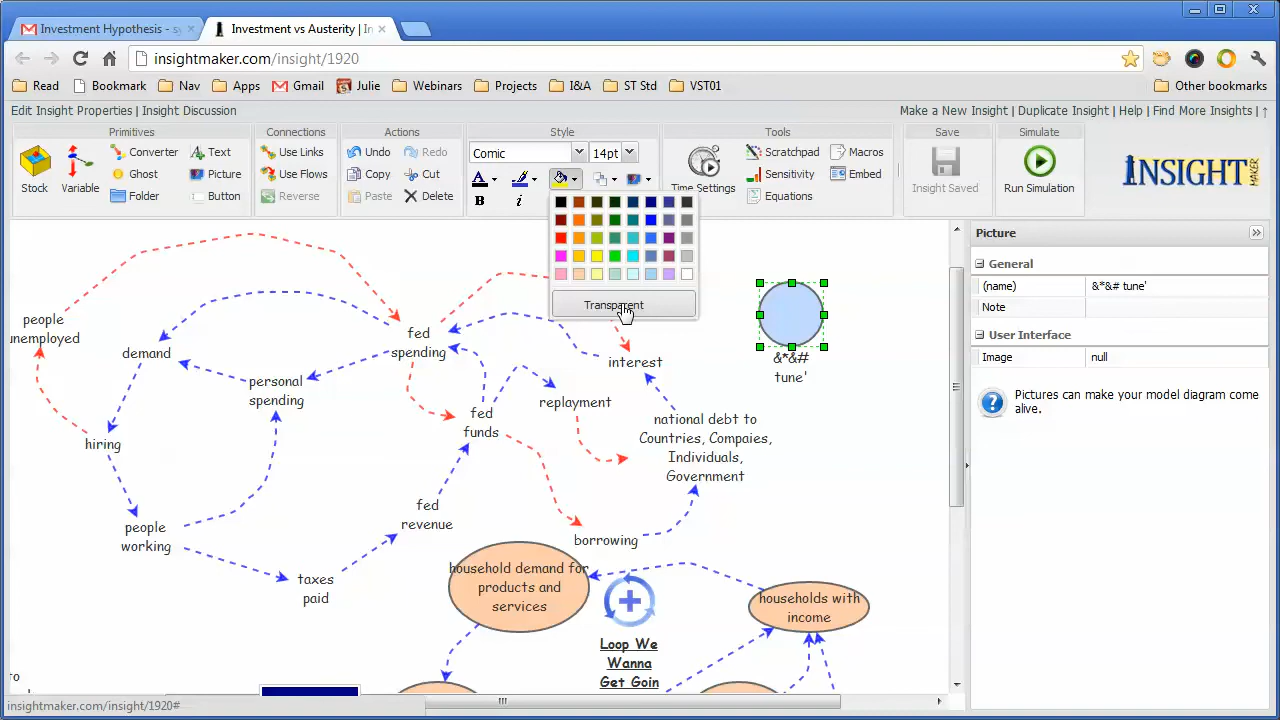 Investment Hypothesis - sy
Investment vs Austerity | In
insightmaker.com/insight/1920
Read
Bookmark
Nav
Apps
Gmail
Julie
Webinars
Projects
I&A
ST Std
VST01
Other bookmarks
Edit Insight Properties | Insight Discussion
Make a New Insight | Duplicate Insight | Help | Find More Insights | ↑
Primitives
Connections
Actions
Style
Tools
Save
Simulate
Stock
Variable
Converter
Ghost
Folder
Text
Picture
Button
Use Links
Use Flows
Reverse
Undo
Redo
Copy
Cut
Paste
Delete
Comic
14pt
A
B
i
Time Settings
Scratchpad
Macros
Sensitivity
Embed
Equations
Insight Saved
Run Simulation
INSIGHT
MAKER
Transparent
Picture
General
(name)
&*&# tune'
Note
User Interface
Image
null
Pictures can make your model diagram come
alive.
people
unemployed
demand
fed
spending
interest
&*&#
tune'
personal
spending
replayment
fed
funds
national debt to
Countries, Compaies,
Individuals,
Government
hiring
fed
revenue
people
working
borrowing
taxes
paid
household demand for
products and
services
households with
income
Loop We
Wanna
Get Goin
to
insightmaker.com/insight/1920#